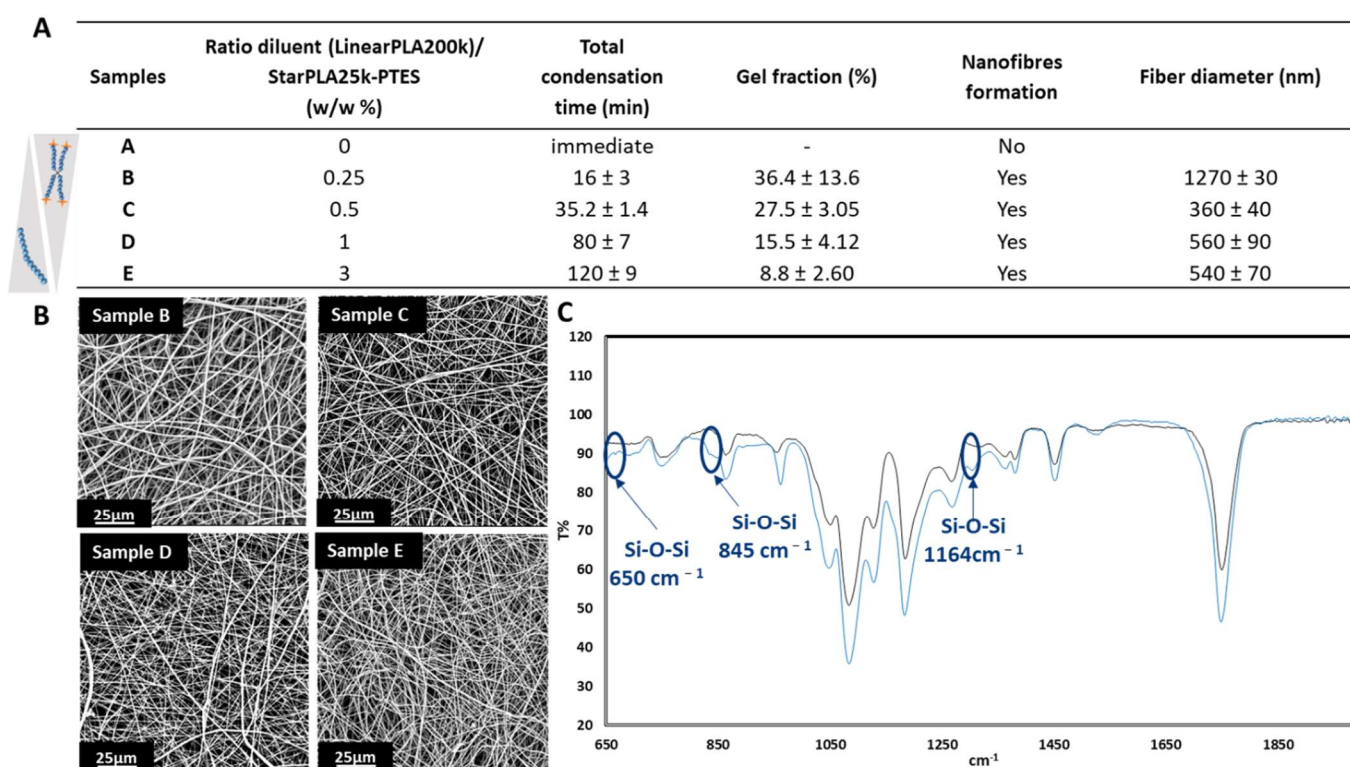 A
Samples
Ratio diluent (LinearPLA200k)/
StarPLA25k-PTES
(w/w %)
Total
condensation
time (min)
Gel fraction (%)
Nanofibres
formation
Fiber diameter (nm)
A 0 immediate - No
B 0.25 16 ± 3 36.4 ± 13.6 Yes 1270 ± 30
C 0.5 35.2 ± 1.4 27.5 ± 3.05 Yes 360 ± 40
D 1 80 ± 7 15.5 ± 4.12 Yes 560 ± 90
E 3 120 ± 9 8.8 ± 2.60 Yes 540 ± 70
B
Sample B
25μm
Sample C
25μm
Sample D
25μm
Sample E
25μm
C
120
110
100
90
80
70
60
50
40
30
20
T%
Si-O-Si
650 cm⁻¹
Si-O-Si
845 cm⁻¹
Si-O-Si
1164cm⁻¹
650 850 1050 1250 1450 1650 1850
cm⁻¹